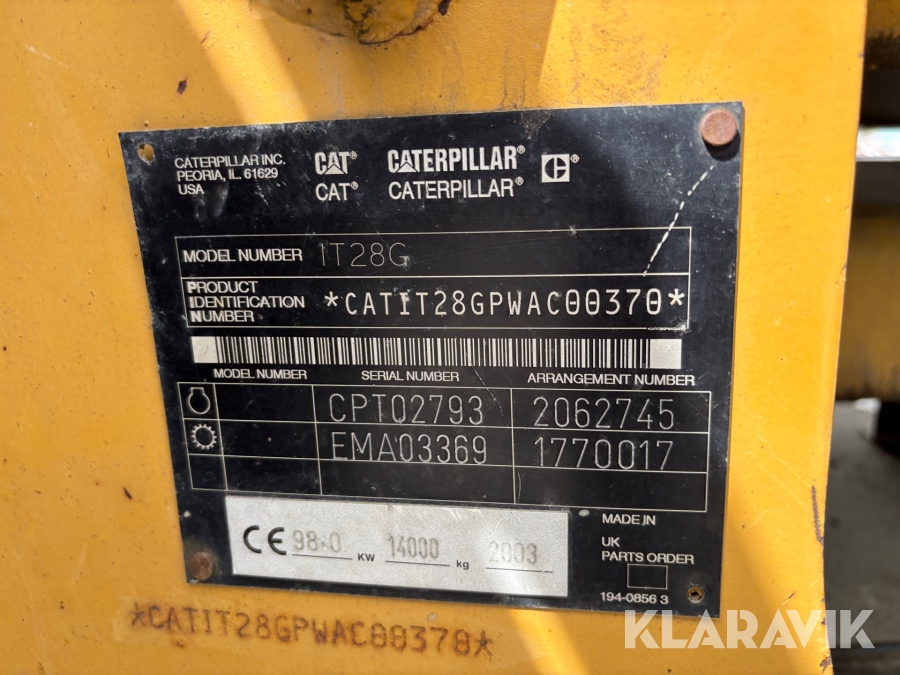 CATERPILLAR INC.
PEORIA, IL 61629
USA
CAT® CATERPILLAR®
CAT® CATERPILLAR®
MODEL NUMBER IT28G
PRODUCT IDENTIFICATION NUMBER *CATIT28GPWAC00370*
MODEL NUMBER SERIAL NUMBER ARRANGEMENT NUMBER
CPT02793 2062745
EMA03369 1770017
CE 98.0 KW 14000 kg 2003
MADE IN
UK
PARTS ORDER
194-0856 3
*CATIT28GPWAC00370*
KLARAVIK